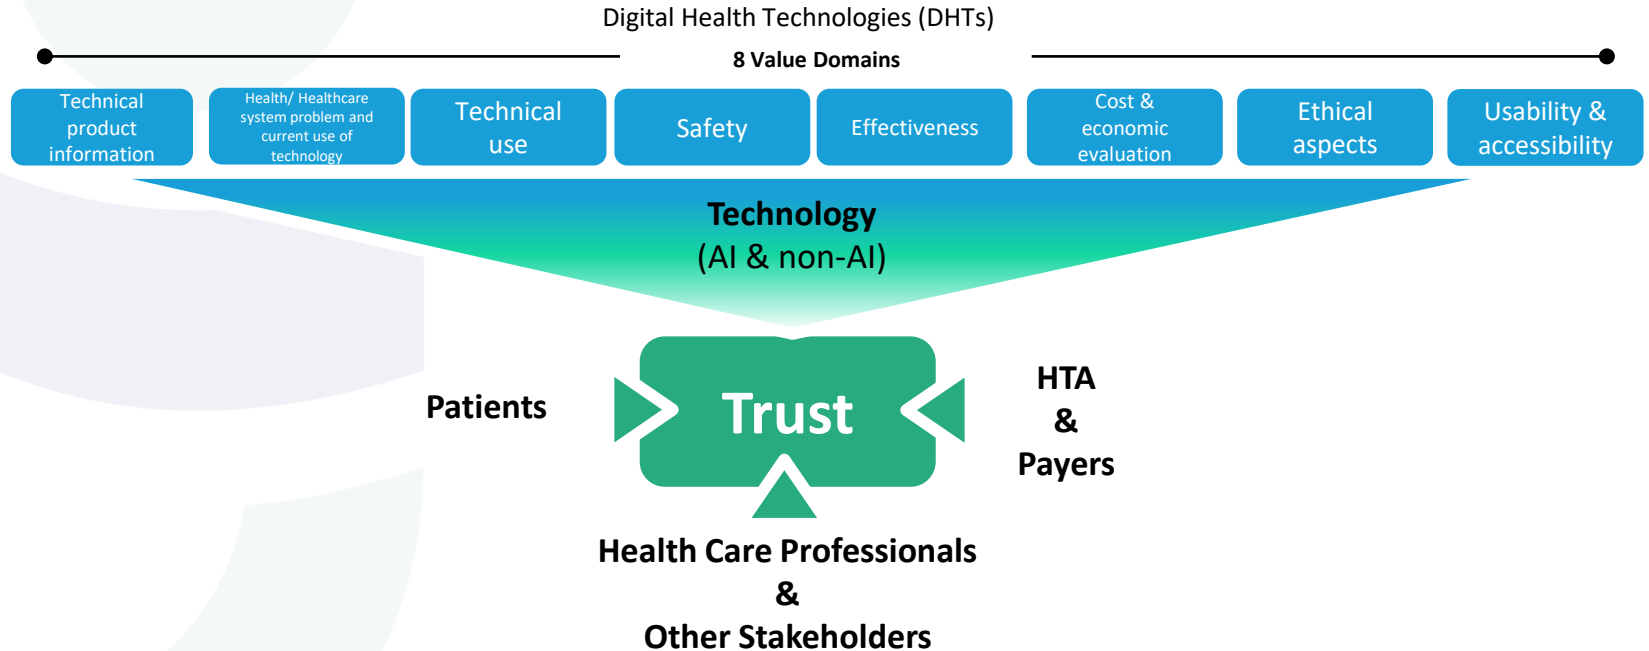 Digital Health Technologies (DHTs)
8 Value Domains
Technical
product
information
Health/ Healthcare
system problem and
current use of
technology
Technical
use
Safety
Effectiveness
Cost &
economic
evaluation
Ethical
aspects
Usability &
accessibility
Technology
(AI & non-AI)
Patients
Trust
HTA
&
Payers
Health Care Professionals
&
Other Stakeholders